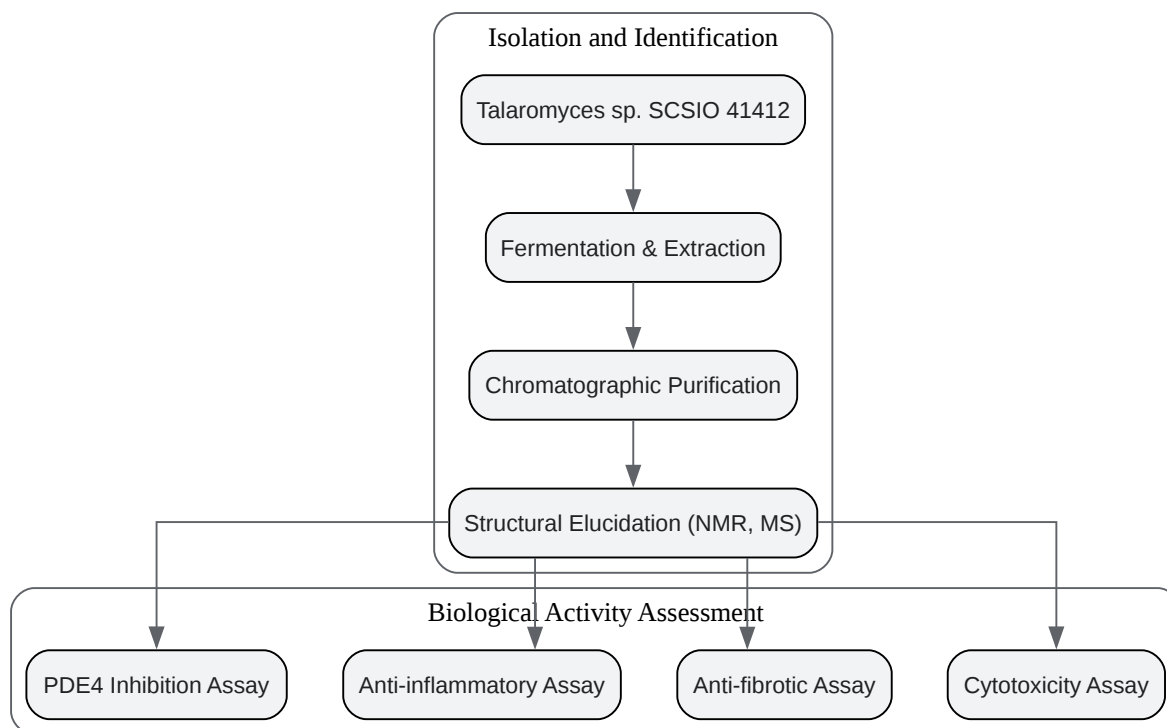 Isolation and Identification
Talaromyces sp. SCSIO 41412
Fermentation & Extraction
Chromatographic Purification
Structural Elucidation (NMR, MS)
Biological Activity Assessment
PDE4 Inhibition Assay
Anti-inflammatory Assay
Anti-fibrotic Assay
Cytotoxicity Assay